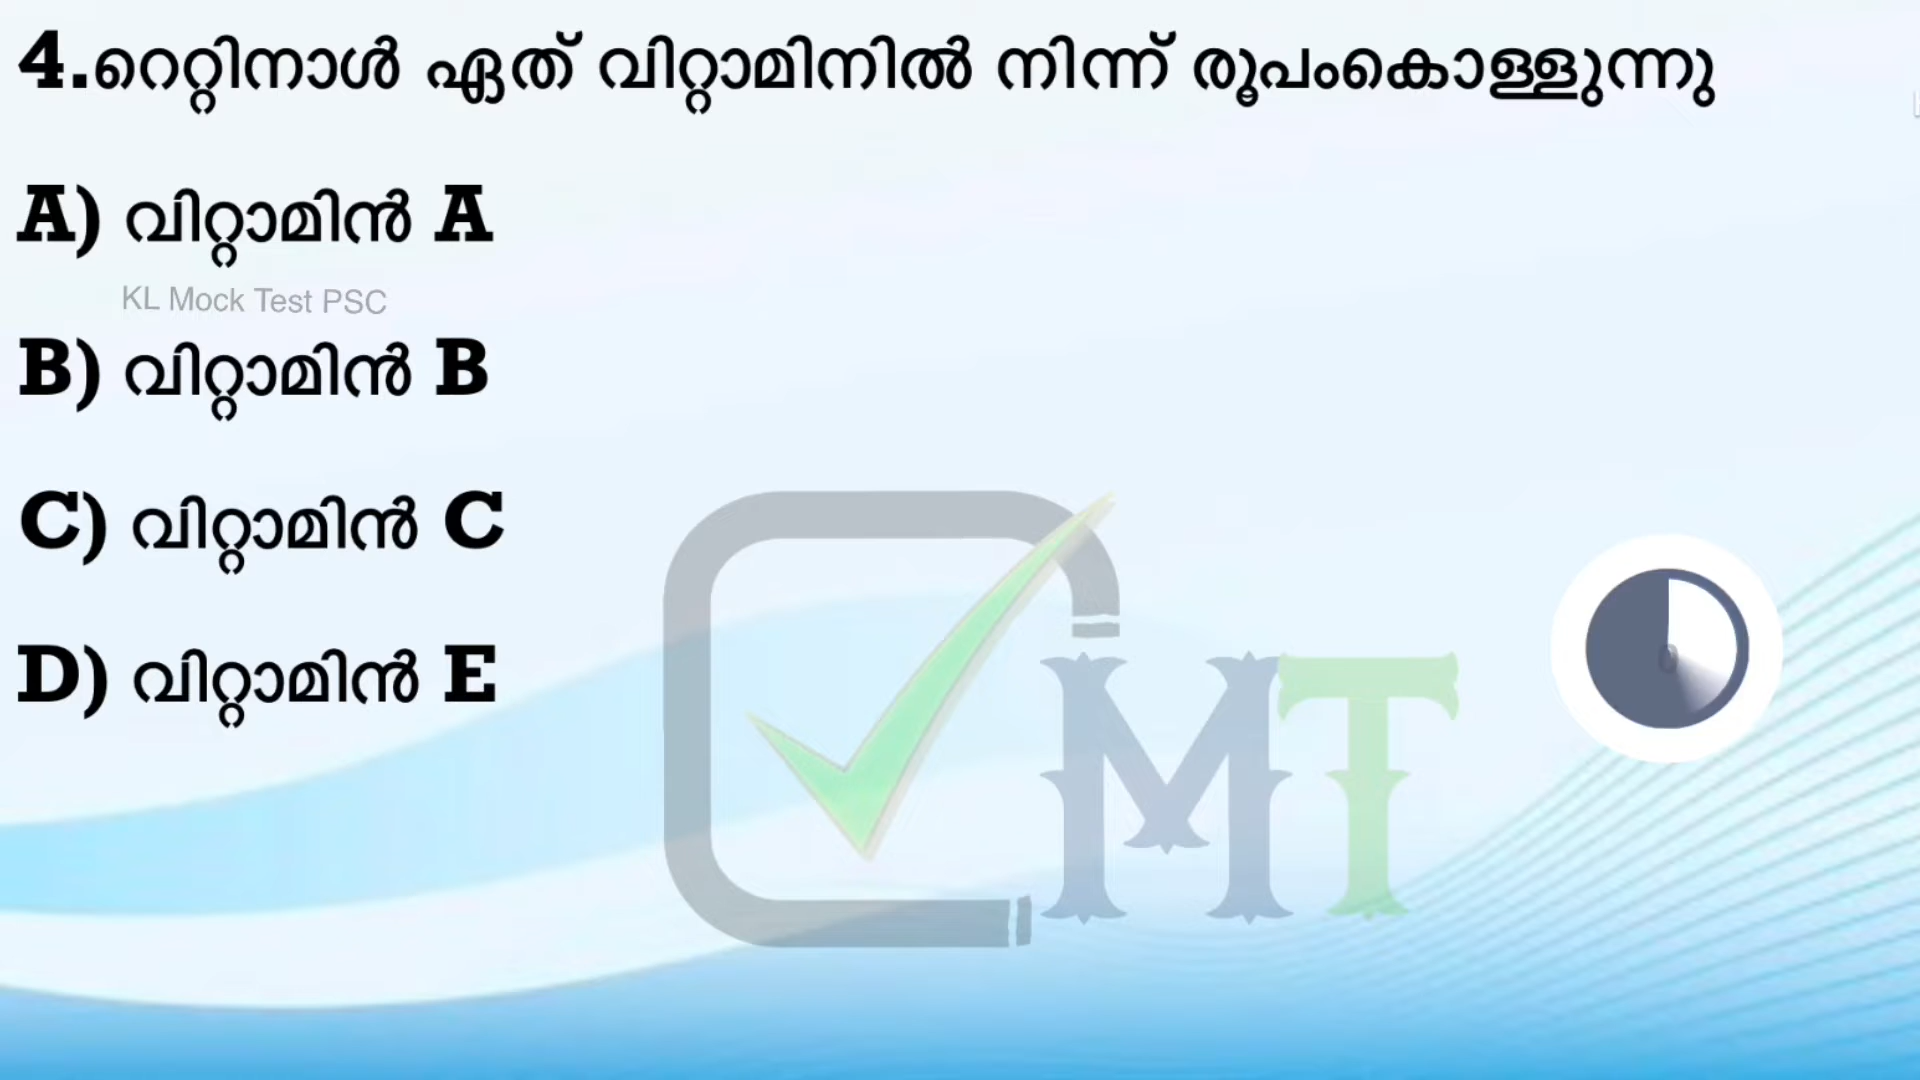 4.റെറ്റിനാൾ ഏത് വിറ്റാമിനിൽ നിന്ന് രൂപംകൊള്ളുന്നു
A) വിറ്റാമിൻ A
KL Mock Test PSC
B) വിറ്റാമിൻ B
C) വിറ്റാമിൻ C
D) വിറ്റാമിൻ E
MT